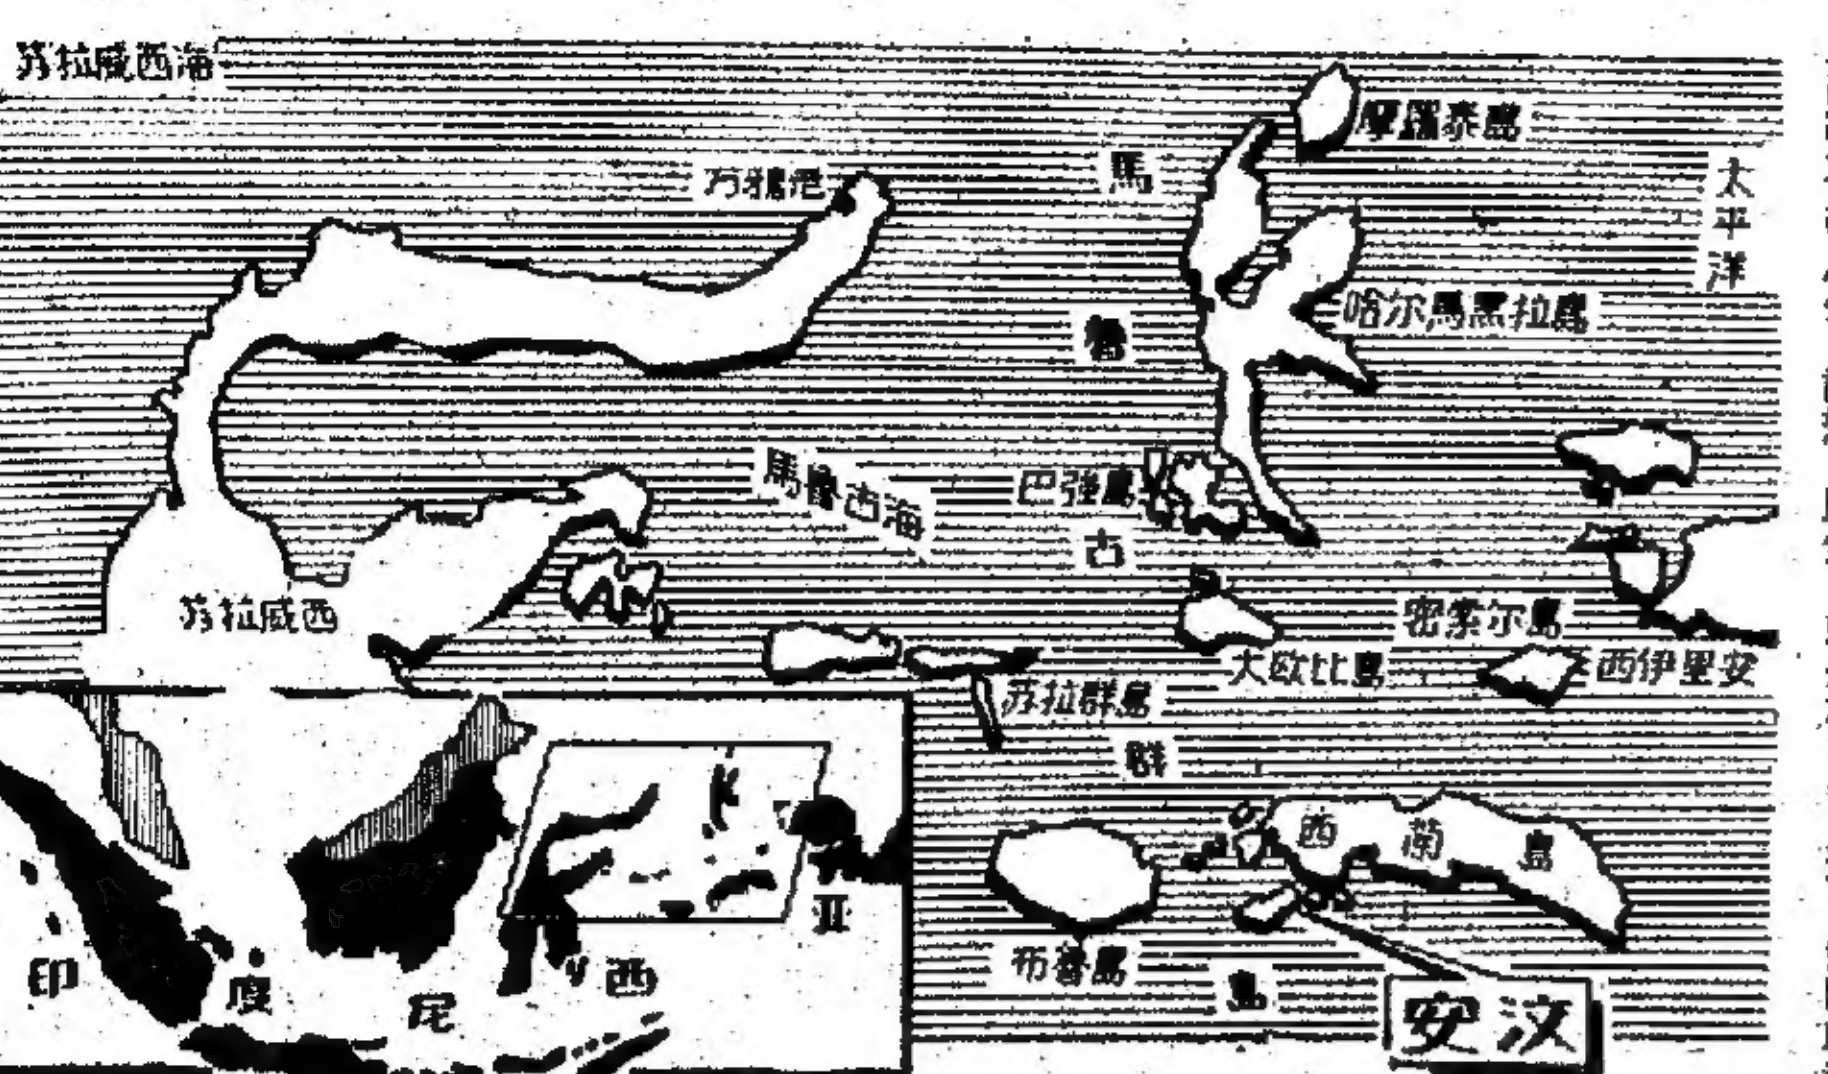 苏拉威西海
摩羅泰島
万鴉老
太平洋
馬魯古群島
哈尔馬黑拉島
馬魯古海
巴強島
苏拉威西
密索尔島
大欧比島
西伊里安
苏拉群島
西蘭島
布魯島
安汶
印度尼西亚